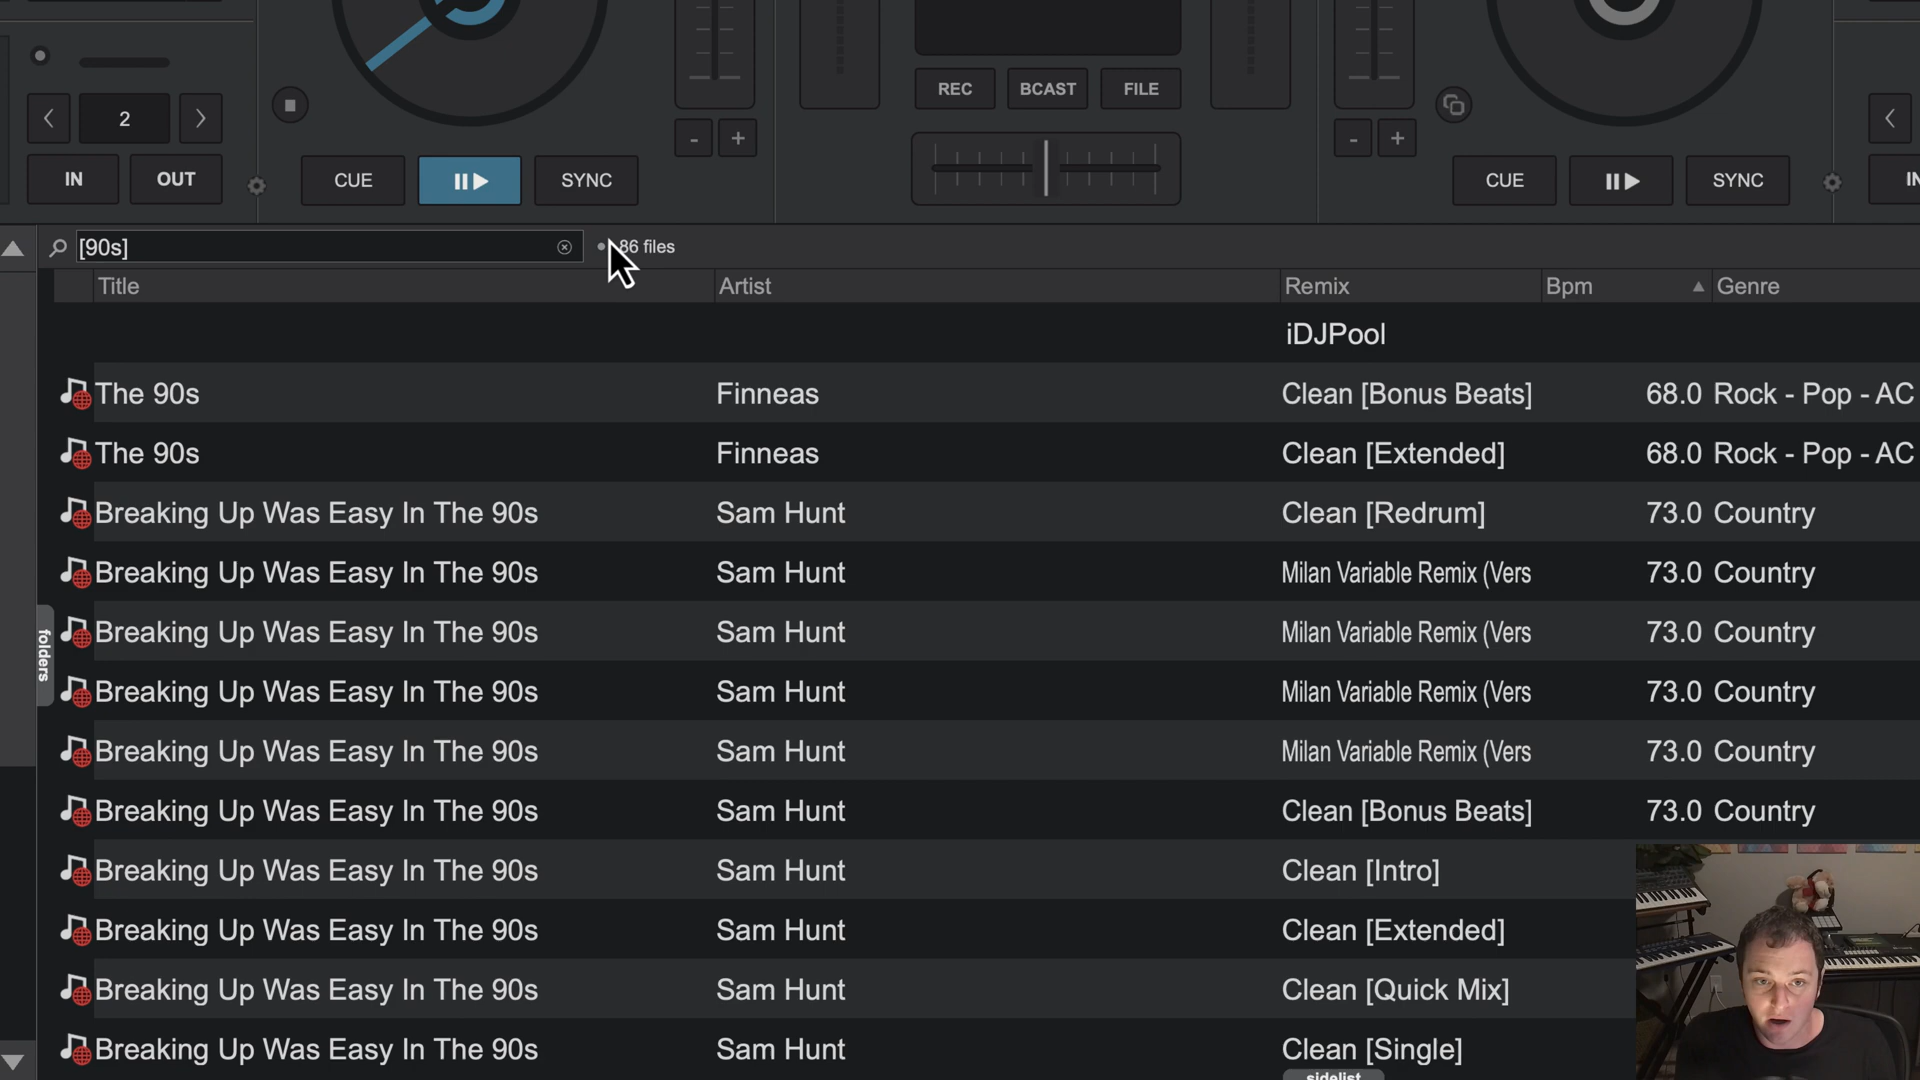 REC BCAST FILE
2
- +
- +
IN OUT
CUE SYNC
CUE SYNC
[90s]
86 files
Title Artist Remix Bpm Genre
iDJPool
The 90s Finneas Clean [Bonus Beats] 68.0 Rock - Pop - AC
The 90s Finneas Clean [Extended] 68.0 Rock - Pop - AC
Breaking Up Was Easy In The 90s Sam Hunt Clean [Redrum] 73.0 Country
Breaking Up Was Easy In The 90s Sam Hunt Milan Variable Remix (Vers 73.0 Country
Breaking Up Was Easy In The 90s Sam Hunt Milan Variable Remix (Vers 73.0 Country
folders
Breaking Up Was Easy In The 90s Sam Hunt Milan Variable Remix (Vers 73.0 Country
Breaking Up Was Easy In The 90s Sam Hunt Milan Variable Remix (Vers 73.0 Country
Breaking Up Was Easy In The 90s Sam Hunt Clean [Bonus Beats] 73.0 Country
Breaking Up Was Easy In The 90s Sam Hunt Clean [Intro]
Breaking Up Was Easy In The 90s Sam Hunt Clean [Extended]
Breaking Up Was Easy In The 90s Sam Hunt Clean [Quick Mix]
Breaking Up Was Easy In The 90s Sam Hunt Clean [Single]
sidelist